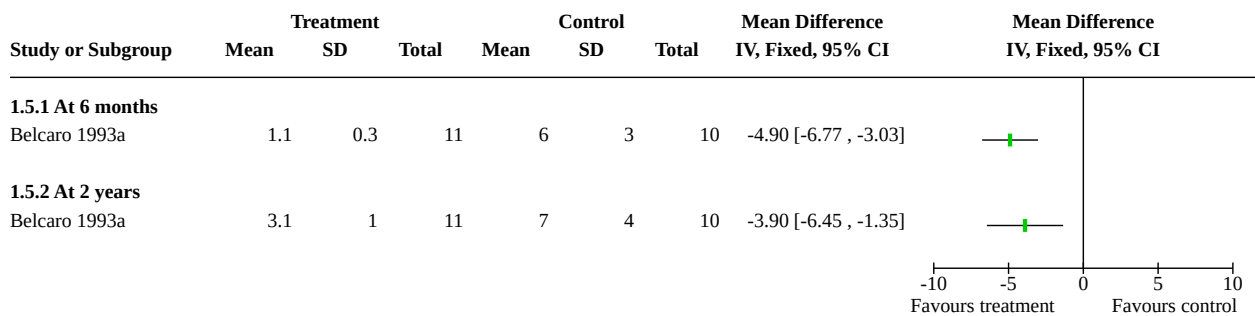 Treatment Control Mean Difference Mean Difference
Study or Subgroup Mean SD Total Mean SD Total IV, Fixed, 95% CI IV, Fixed, 95% CI
1.5.1 At 6 months
Belcaro 1993a 1.1 0.3 11 6 3 10 -4.90 [-6.77 , -3.03]
1.5.2 At 2 years
Belcaro 1993a 3.1 1 11 7 4 10 -3.90 [-6.45 , -1.35]
-10 -5 0 5 10
Favours treatment Favours control